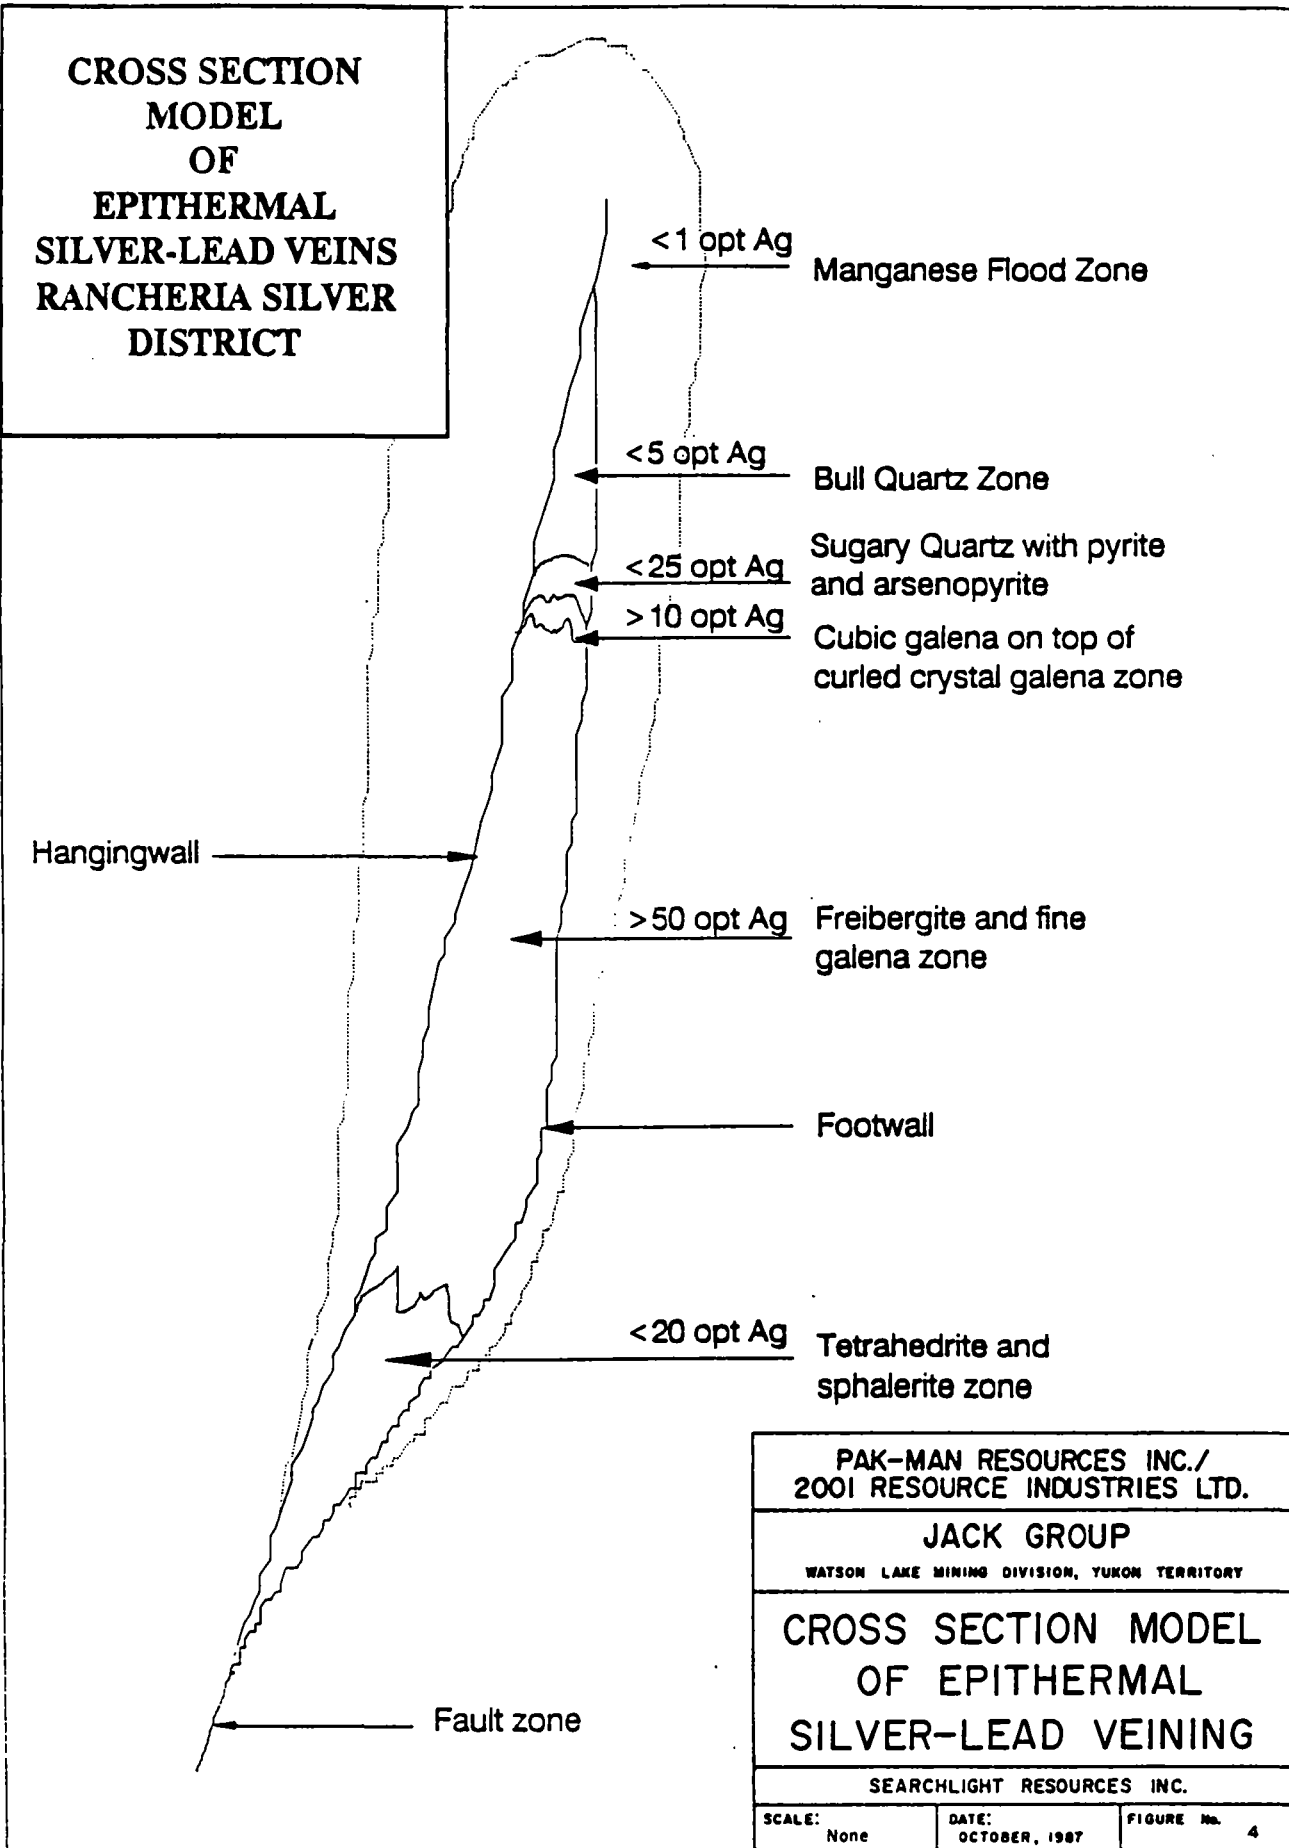 CROSS SECTION
MODEL
OF
EPITHERMAL
SILVER-LEAD VEINS
RANCHERIA SILVER
DISTRICT
<1 opt Ag
Manganese Flood Zone
<5 opt Ag
Bull Quartz Zone
<25 opt Ag
Sugary Quartz with pyrite
and arsenopyrite
>10 opt Ag
Cubic galena on top of
curled crystal galena zone
Hangingwall
>50 opt Ag
Freibergite and fine
galena zone
Footwall
<20 opt Ag
Tetrahedrite and
sphalerite zone
Fault zone
PAK-MAN RESOURCES INC./
2001 RESOURCE INDUSTRIES LTD.
JACK GROUP
WATSON LAKE MINING DIVISION, YUKON TERRITORY
CROSS SECTION MODEL
OF EPITHERMAL
SILVER-LEAD VEINING
SEARCHLIGHT RESOURCES INC.
SCALE: None
DATE: OCTOBER, 1987
FIGURE No. 4